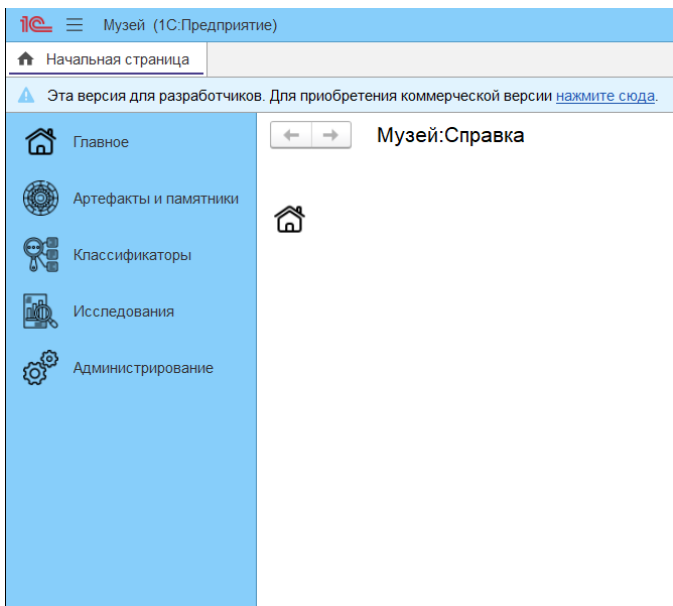 1С Музей (1С:Предприятие)
Начальная страница
Эта версия для разработчиков. Для приобретения коммерческой версии нажмите сюда.
Главное
Музей:Справка
Артефакты и памятники
Классификаторы
Исследования
Администрирование